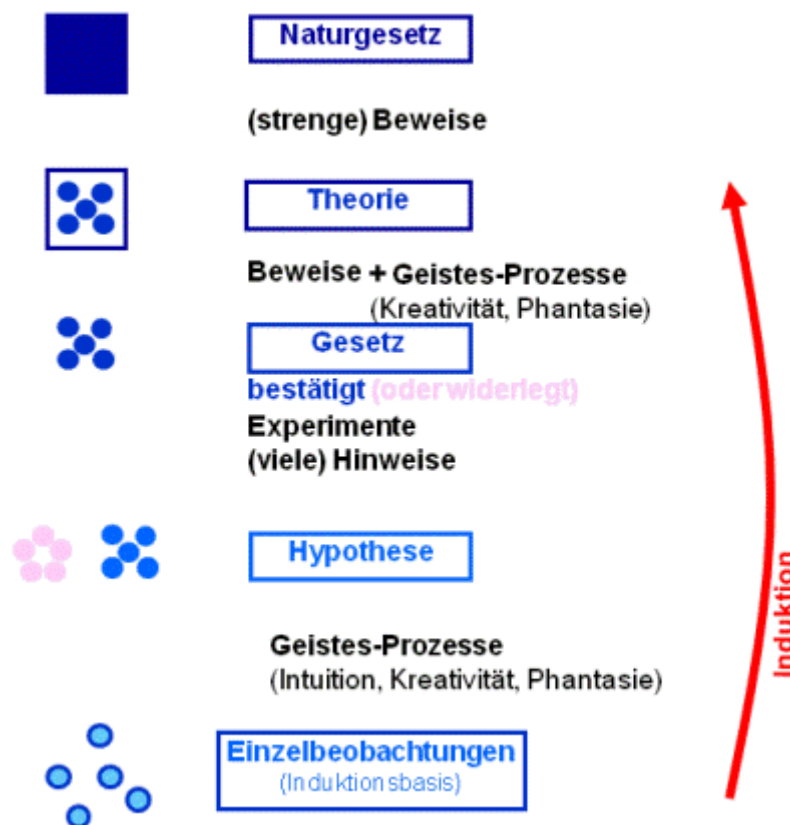 Naturgesetz
(strenge) Beweise
Theorie
Beweise + Geistes-Prozesse
(Kreativität, Phantasie)
Gesetz
bestätigt (oder widerlegt)
Experimente
(viele) Hinweise
Hypothese
Geistes-Prozesse
(Intuition, Kreativität, Phantasie)
Einzelbeobachtungen
(Induktionsbasis)
Induktion